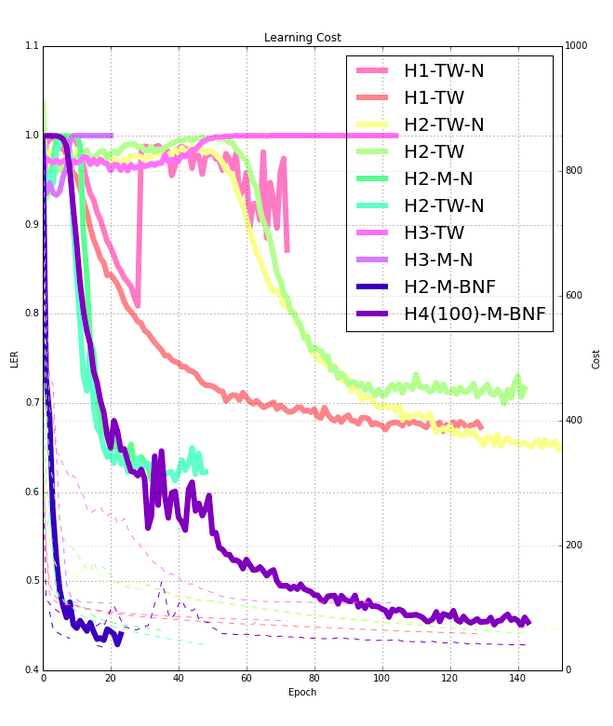 Learning Cost
1.1
1.0
0.9
0.8
0.7
0.6
0.5
0.4
LER
1000
800
600
400
200
0
Cost
H1-TW-N
H1-TW
H2-TW-N
H2-TW
H2-M-N
H2-TW-N
H3-TW
H3-M-N
H2-M-BNF
H4(100)-M-BNF
0
20
40
60
80
100
120
140
Epoch